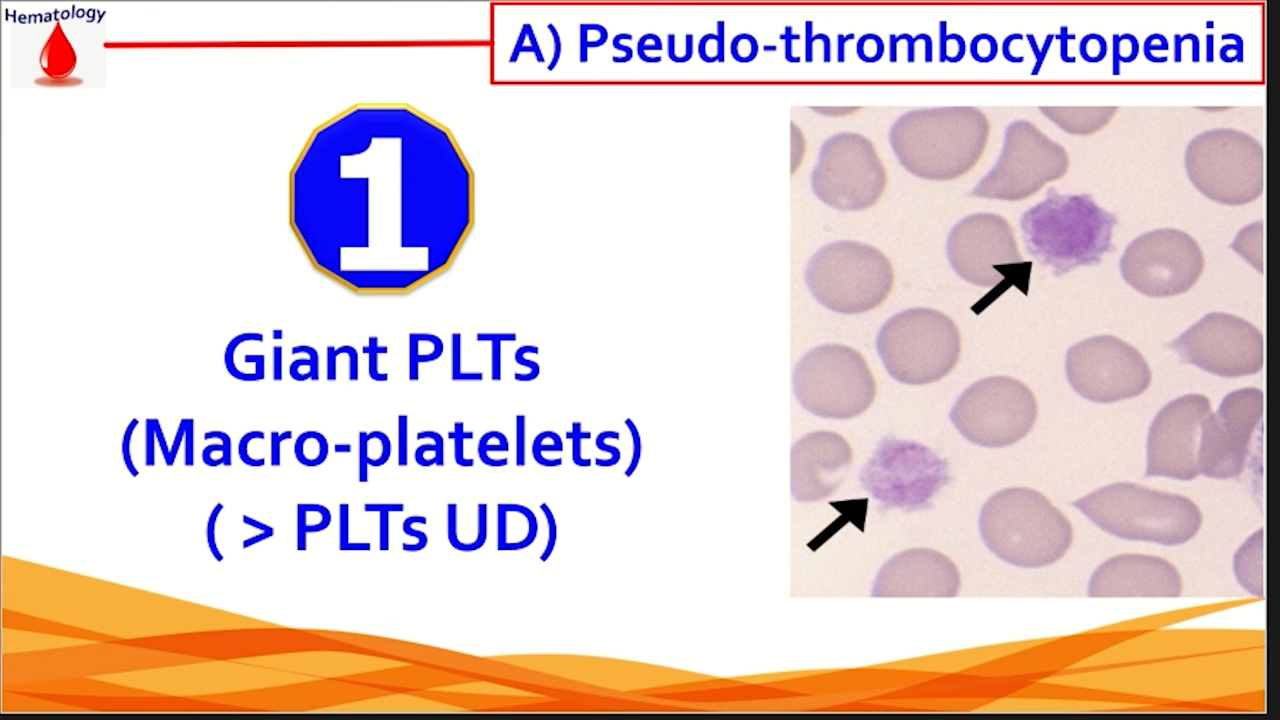 Hematology
A) Pseudo-thrombocytopenia
1
Giant PLTs
(Macro-platelets)
( > PLTs UD)